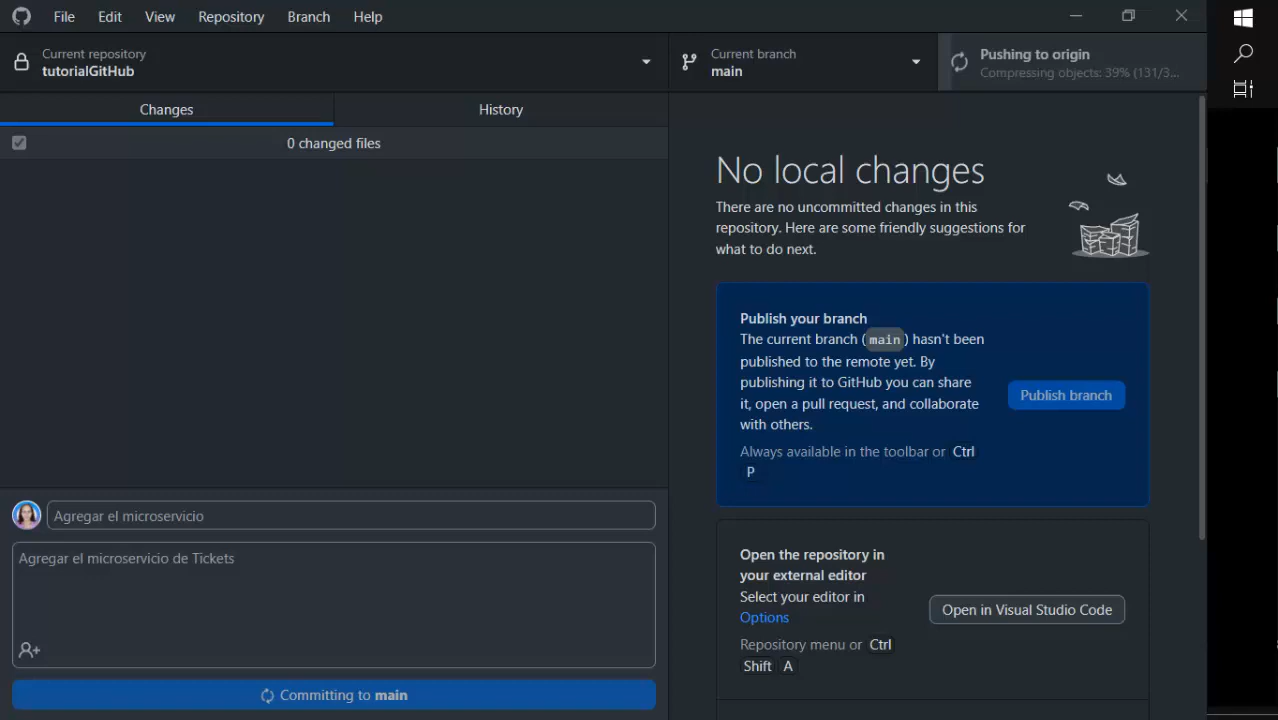 File Edit View Repository Branch Help
Current repository
tutorialGitHub
Current branch
main
Pushing to origin
Compressing objects: 39% (131/3...
Changes
History
0 changed files
No local changes
There are no uncommitted changes in this
repository. Here are some friendly suggestions for
what to do next.
Publish your branch
The current branch ( main ) hasn't been
published to the remote yet. By
publishing it to GitHub you can share
it, open a pull request, and collaborate
with others.
Publish branch
Always available in the toolbar or Ctrl
P
Agregar el microservicio
Agregar el microservicio de Tickets
Committing to main
Open the repository in
your external editor
Select your editor in
Options
Open in Visual Studio Code
Repository menu or Ctrl
Shift A